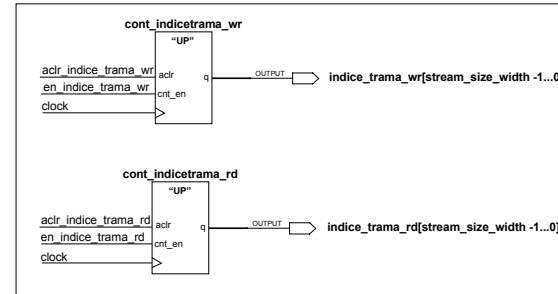 cont_indicetrama_wr
“UP”
aclr_indice_trama_wr aclr q OUTPUT indice_trama_wr[stream_size_width -1...0
en_indice_trama_wr cnt_en
clock
cont_indicetrama_rd
“UP”
aclr_indice_trama_rd aclr q OUTPUT indice_trama_rd[stream_size_width -1...0]
en_indice_trama_rd cnt_en
clock